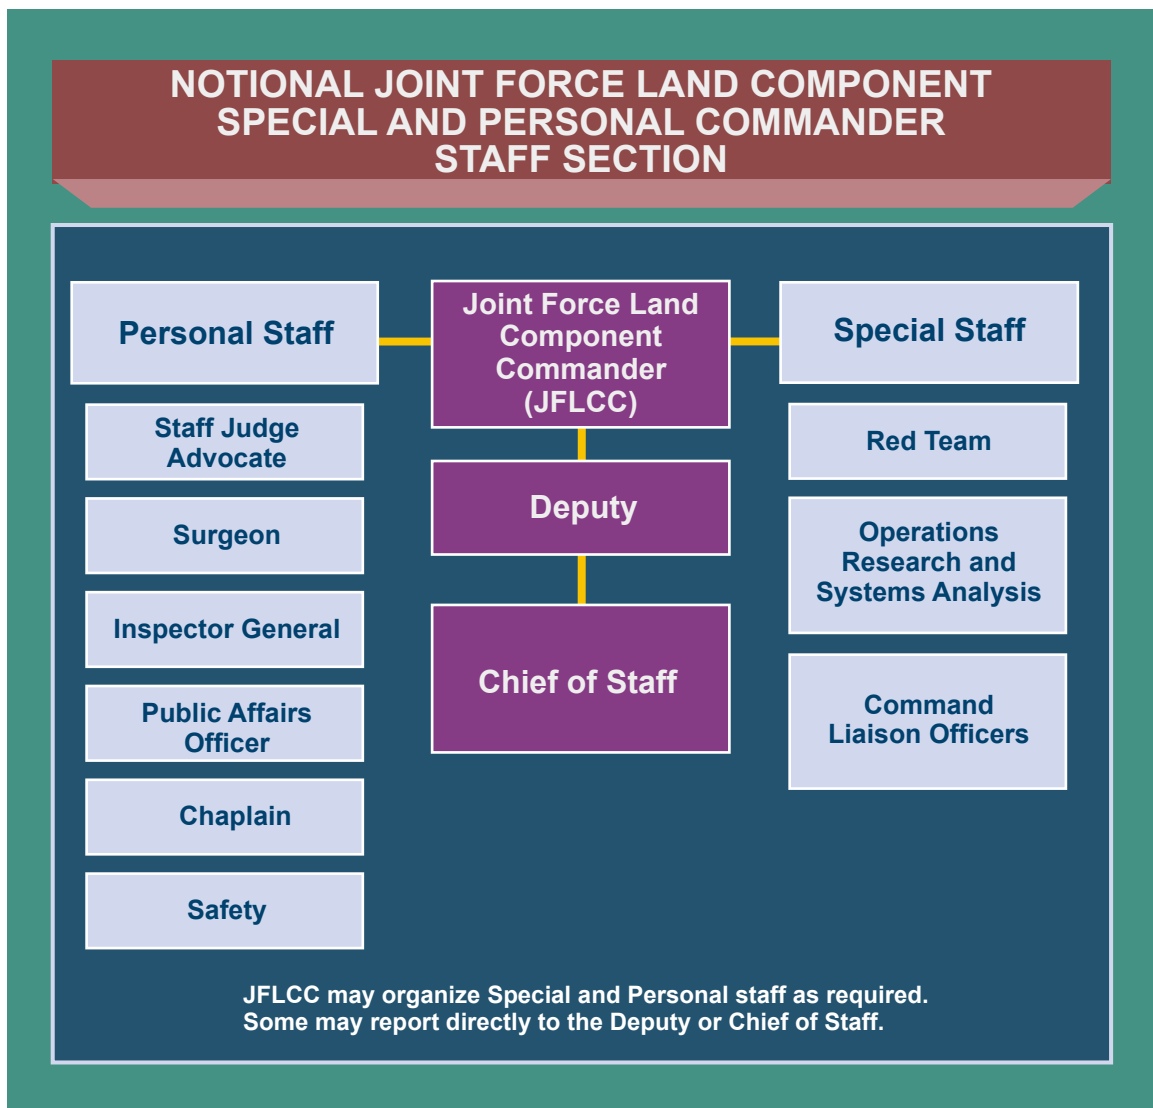 NOTIONAL JOINT FORCE LAND COMPONENT
SPECIAL AND PERSONAL COMMANDER
STAFF SECTION
Personal Staff
Joint Force Land
Component
Commander
(JFLCC)
Special Staff
Staff Judge
Advocate
Surgeon
Inspector General
Public Affairs
Officer
Chaplain
Safety
Deputy
Chief of Staff
Red Team
Operations
Research and
Systems Analysis
Command
Liaison Officers
JFLCC may organize Special and Personal staff as required.
Some may report directly to the Deputy or Chief of Staff.